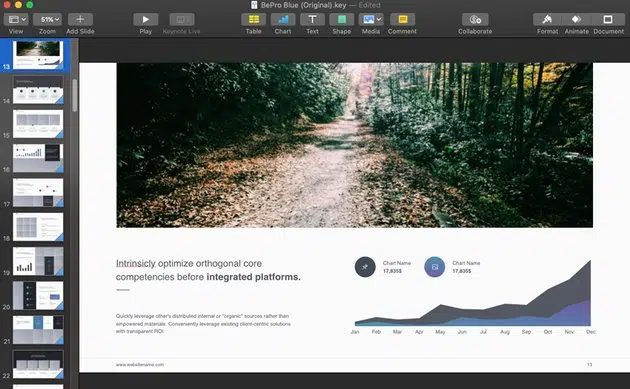 BePro Blue (Original).key — Edited
51%
View
Zoom
Add Slide
Play
Keynote Live
Table
Chart
Text
Shape
Media
Comment
Collaborate
Format
Animate
Document
13
14
15
16
17
18
19
20
21
22
Intrinsicly optimize orthogonal core
competencies before integrated platforms.
Quickly leverage other's distributed internal or "organic" sources rather than
empowered materials. Conveniently leverage existing client-centric solutions
with transparent ROI
Chart Name
17,835$
Chart Name
17,835$
Jan Feb Mar Apr May Jun Jul Aug Sep Oct Nov Dec
www.websitename.com
13